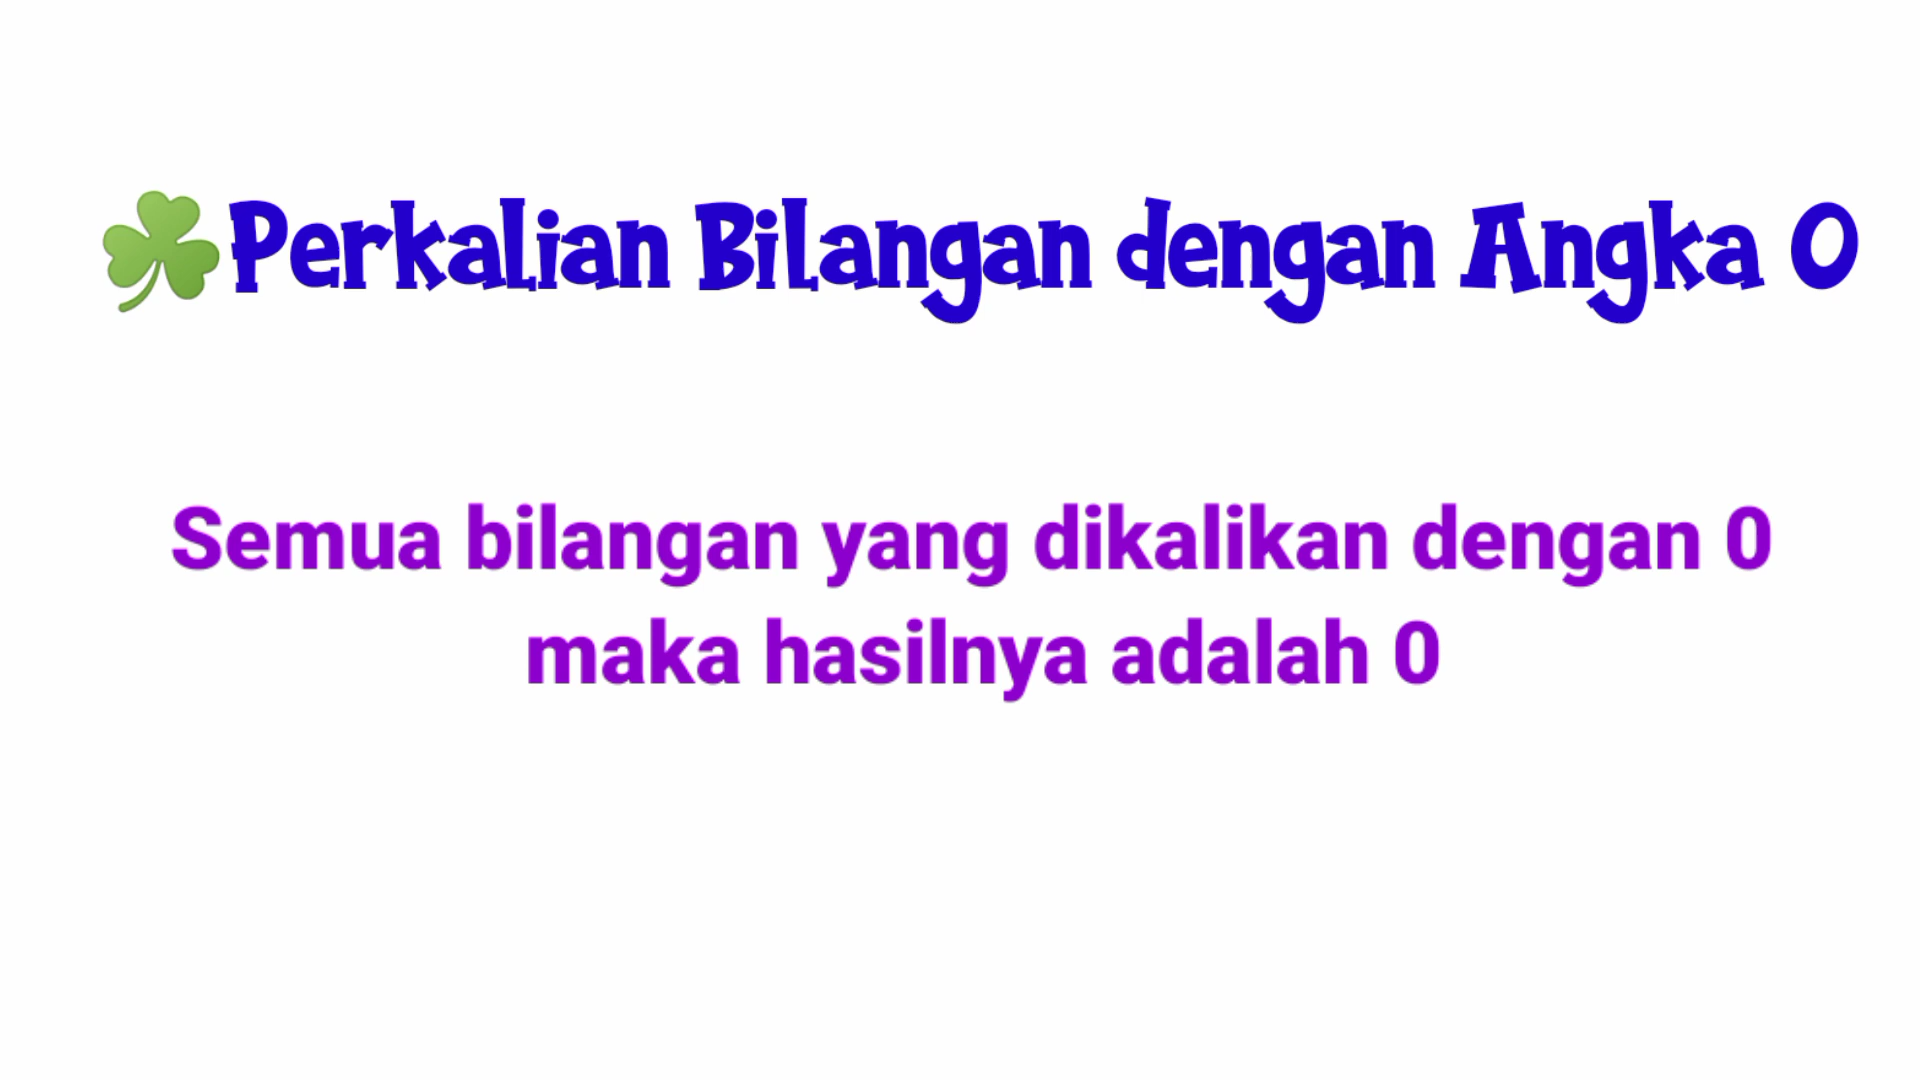 ☘Perkalian Bilangan dengan Angka 0
Semua bilangan yang dikalikan dengan 0
maka hasilnya adalah 0